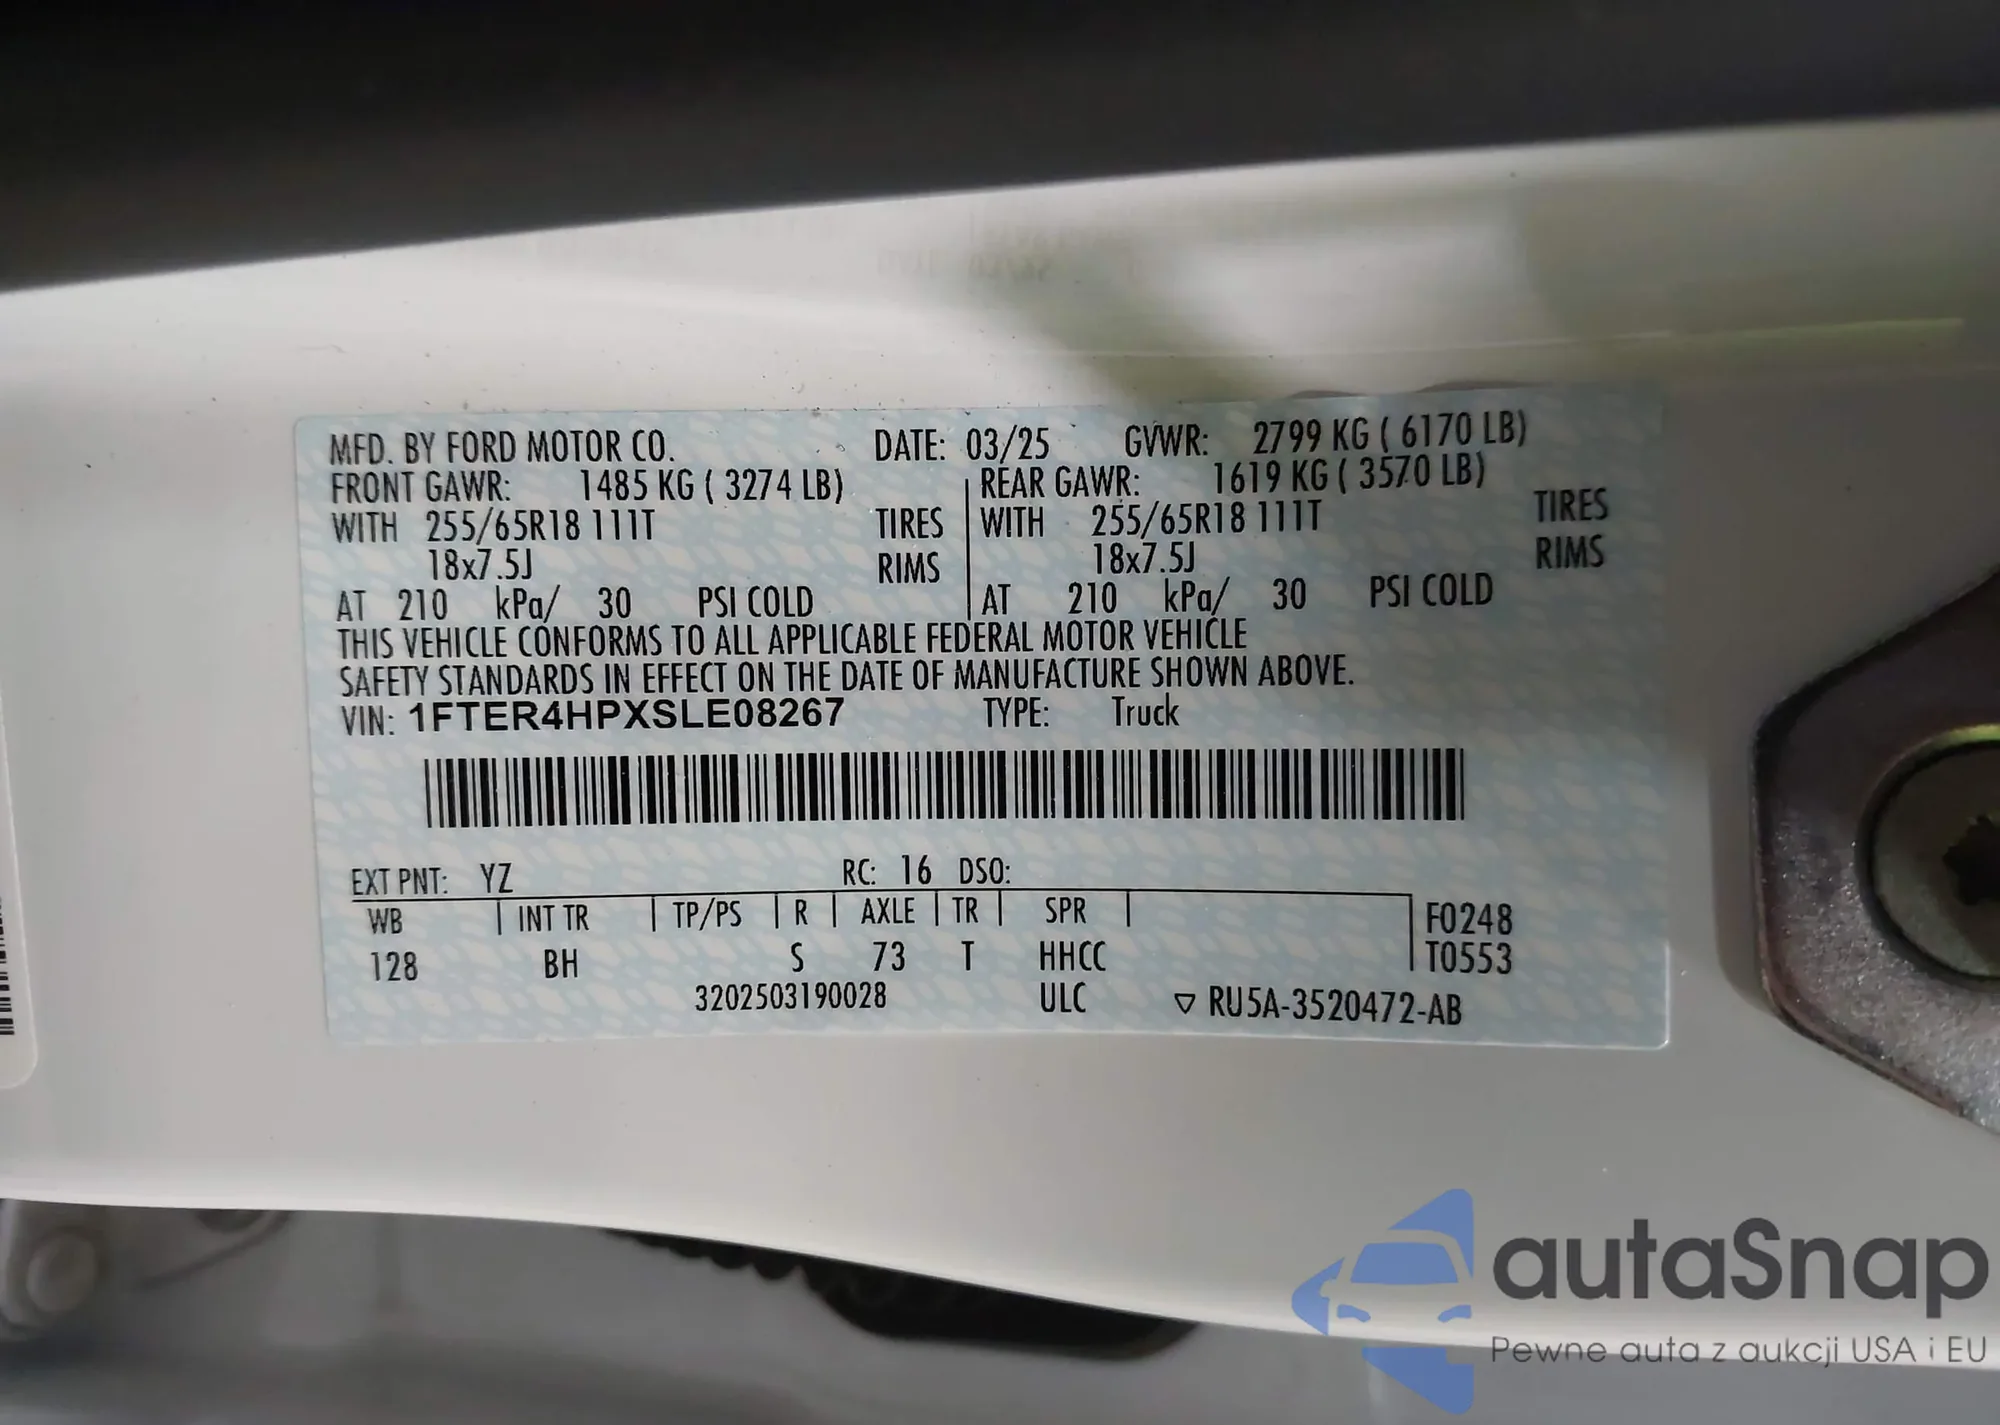 MFD. BY FORD MOTOR CO. DATE: 03/25 GVWR: 2799 KG ( 6170 LB)
FRONT GAWR: 1485 KG ( 3274 LB) REAR GAWR: 1619 KG ( 3570 LB)
WITH 255/65R18 111T TIRES WITH 255/65R18 111T TIRES
18x7.5J RIMS 18x7.5J RIMS
AT 210 kPa/ 30 PSI COLD AT 210 kPa/ 30 PSI COLD
THIS VEHICLE CONFORMS TO ALL APPLICABLE FEDERAL MOTOR VEHICLE
SAFETY STANDARDS IN EFFECT ON THE DATE OF MANUFACTURE SHOWN ABOVE.
VIN: 1FTER4HPXSLE08267 TYPE: Truck
EXT PNT: YZ RC: 16 DSO:
WB INT TR TP/PS R AXLE TR SPR F0248
128 BH S 73 T HHCC T0553
3202503190028 ULC ▽ RU5A-3520472-AB
autaSnap
Pewne auta z aukcji USA i EU